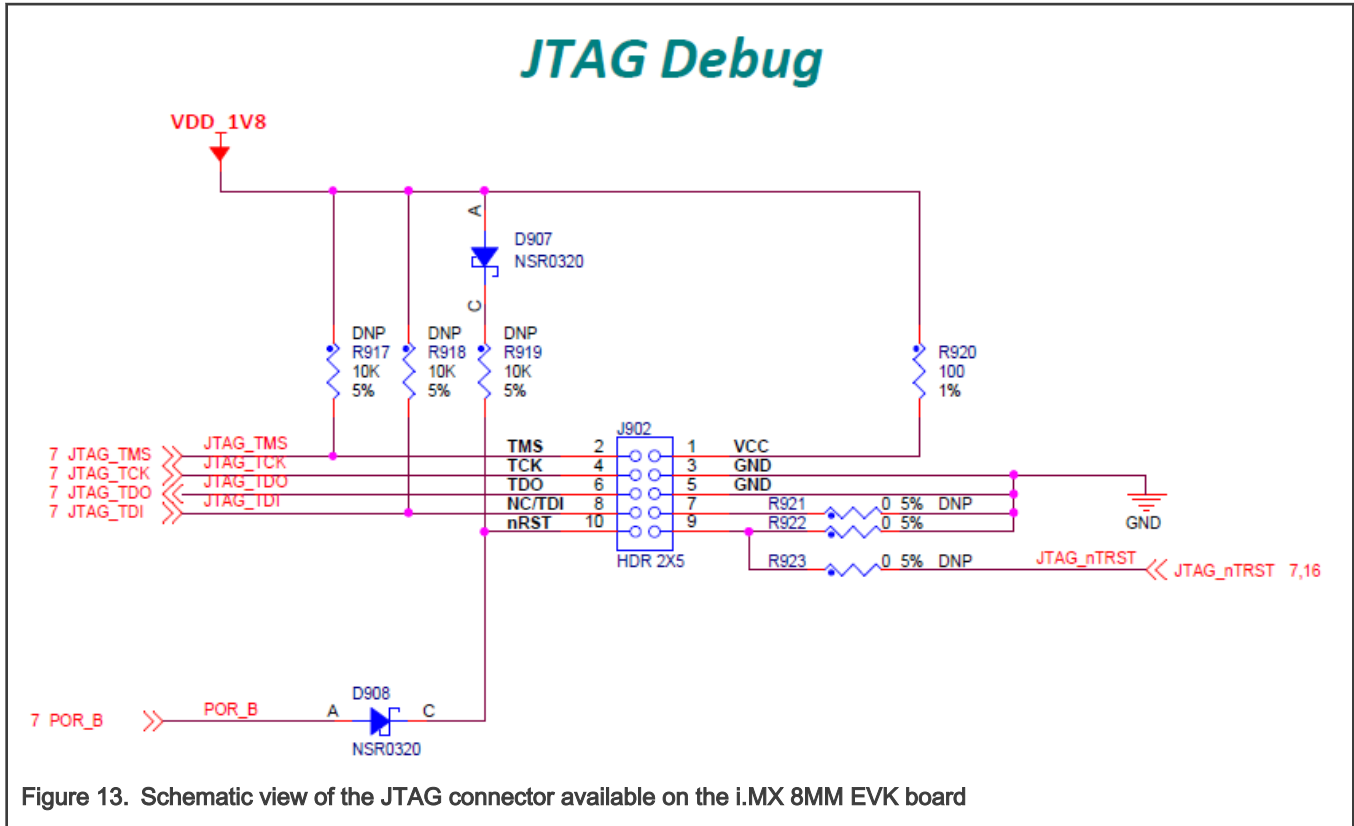 JTAG Debug
VDD_1V8
A
D907
NSR0320
C
DNP DNP DNP
R917 R918 R919 R920
10K 10K 10K 100
5% 5% 5% 1%
J902
7 JTAG_TMS JTAG_TMS TMS 2 1 VCC
7 JTAG_TCK JTAG_TCK TCK 4 3 GND
7 JTAG_TDO JTAG_TDO TDO 6 5 GND
7 JTAG_TDI JTAG_TDI NC/TDI 8 7 R921 0 5% DNP
nRST 10 9 R922 0 5% GND
HDR 2X5 R923 0 5% DNP JTAG_nTRST JTAG_nTRST 7,16
D908
7 POR_B POR_B A C
NSR0320
Figure 13. Schematic view of the JTAG connector available on the i.MX 8MM EVK board